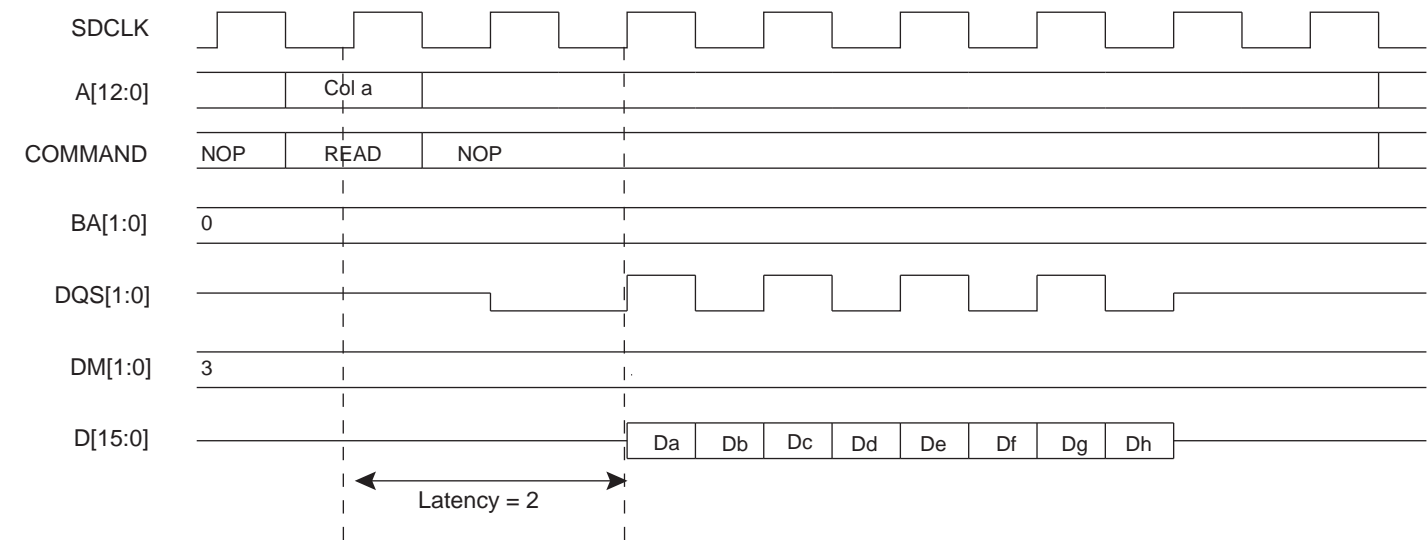 SDCLK
A[12:0] Col a
COMMAND NOP READ NOP
BA[1:0] 0
DQS[1:0]
DM[1:0] 3
D[15:0] Da Db Dc Dd De Df Dg Dh
Latency = 2